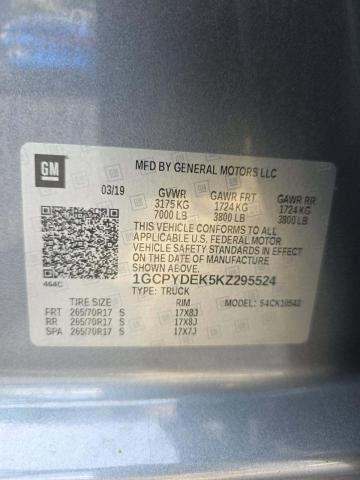 GM
MFD BY GENERAL MOTORS LLC
03/19 GVWR GAWR FRT GAWR RR
3175 KG 1724 KG 1724 KG
7000 LB 3800 LB 3800 LB
THIS VEHICLE CONFORMS TO ALL
APPLICABLE U.S. FEDERAL MOTOR
VEHICLE SAFETY STANDARDS IN EFFECT
ON THE DATE OF MANUFACTURE
SHOWN ABOVE.
464C 1GCPYDEK5KZ295524
TYPE: TRUCK
TIRE SIZE RIM MODEL:
FRT 265/70R17 S 17X8J
RR 265/70R17 S 17X8J
SPA 265/70R17 S 17X7J